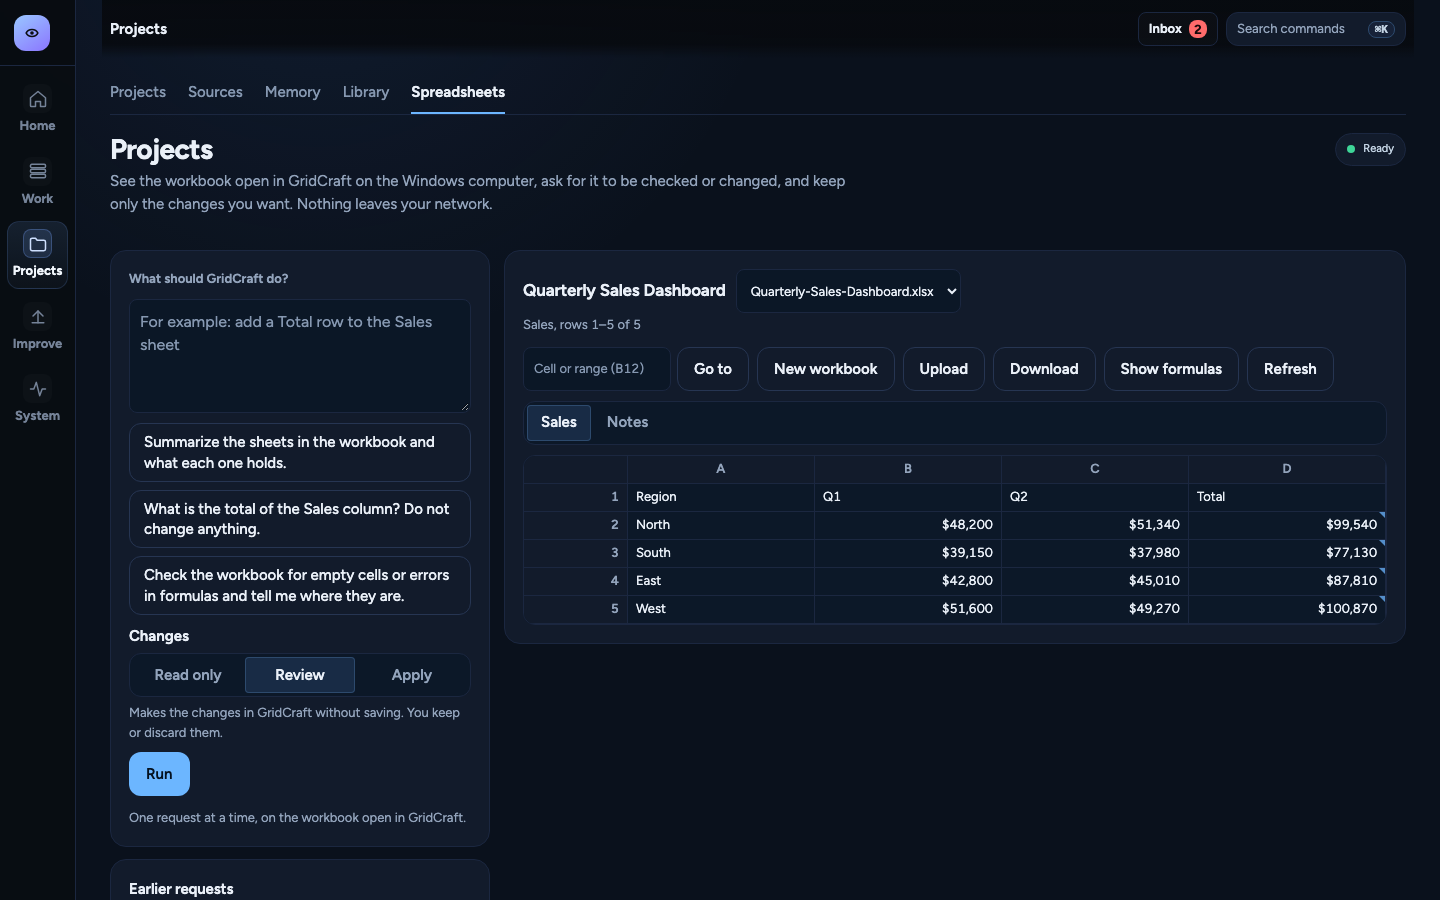 Projects
Inbox 2
Search commands ⌘K
Home
Work
Projects
Improve
System
Projects Sources Memory Library Spreadsheets
Projects
Ready
See the workbook open in GridCraft on the Windows computer, ask for it to be checked or changed, and keep
only the changes you want. Nothing leaves your network.
What should GridCraft do?
For example: add a Total row to the Sales
sheet
Summarize the sheets in the workbook and
what each one holds.
What is the total of the Sales column? Do not
change anything.
Check the workbook for empty cells or errors
in formulas and tell me where they are.
Changes
Read only Review Apply
Makes the changes in GridCraft without saving. You keep
or discard them.
Run
One request at a time, on the workbook open in GridCraft.
Earlier requests
Quarterly Sales Dashboard Quarterly-Sales-Dashboard.xlsx
Sales, rows 1–5 of 5
Cell or range (B12) Go to New workbook Upload Download Show formulas Refresh
Sales Notes
A B C D
1 Region Q1 Q2 Total
2 North $48,200 $51,340 $99,540
3 South $39,150 $37,980 $77,130
4 East $42,800 $45,010 $87,810
5 West $51,600 $49,270 $100,870